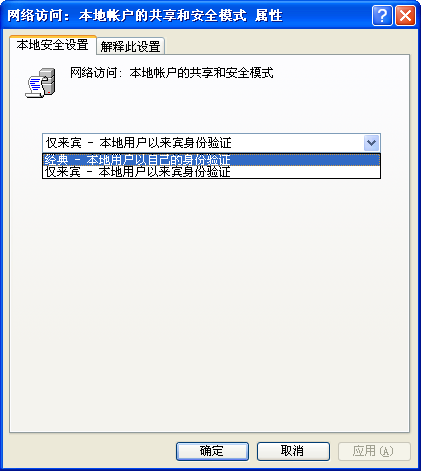 网络访问: 本地帐户的共享和安全模式 属性
本地安全设置 解释此设置
网络访问: 本地帐户的共享和安全模式
仅来宾 - 本地用户以来宾身份验证
经典 - 本地用户以自己的身份验证
仅来宾 - 本地用户以来宾身份验证
确定 取消 应用(A)